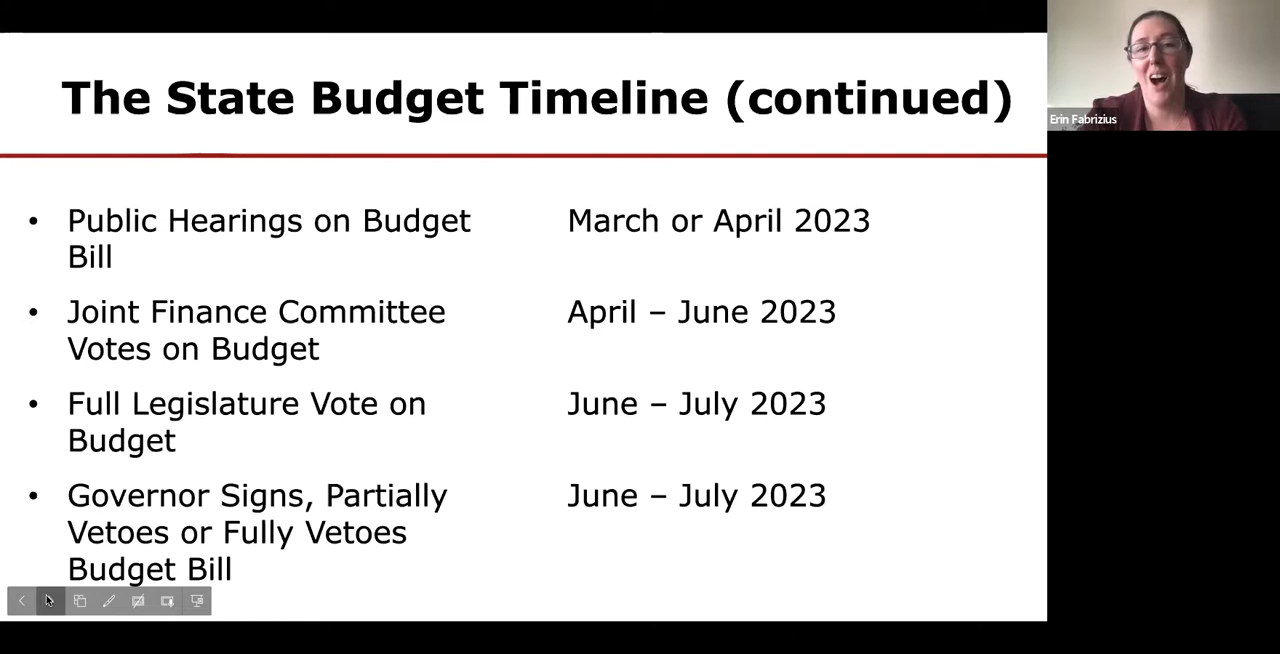 The State Budget Timeline (continued)
Erin Fabrizius
• Public Hearings on Budget Bill
March or April 2023
• Joint Finance Committee Votes on Budget
April – June 2023
• Full Legislature Vote on Budget
June – July 2023
• Governor Signs, Partially Vetoes or Fully Vetoes Budget Bill
June – July 2023